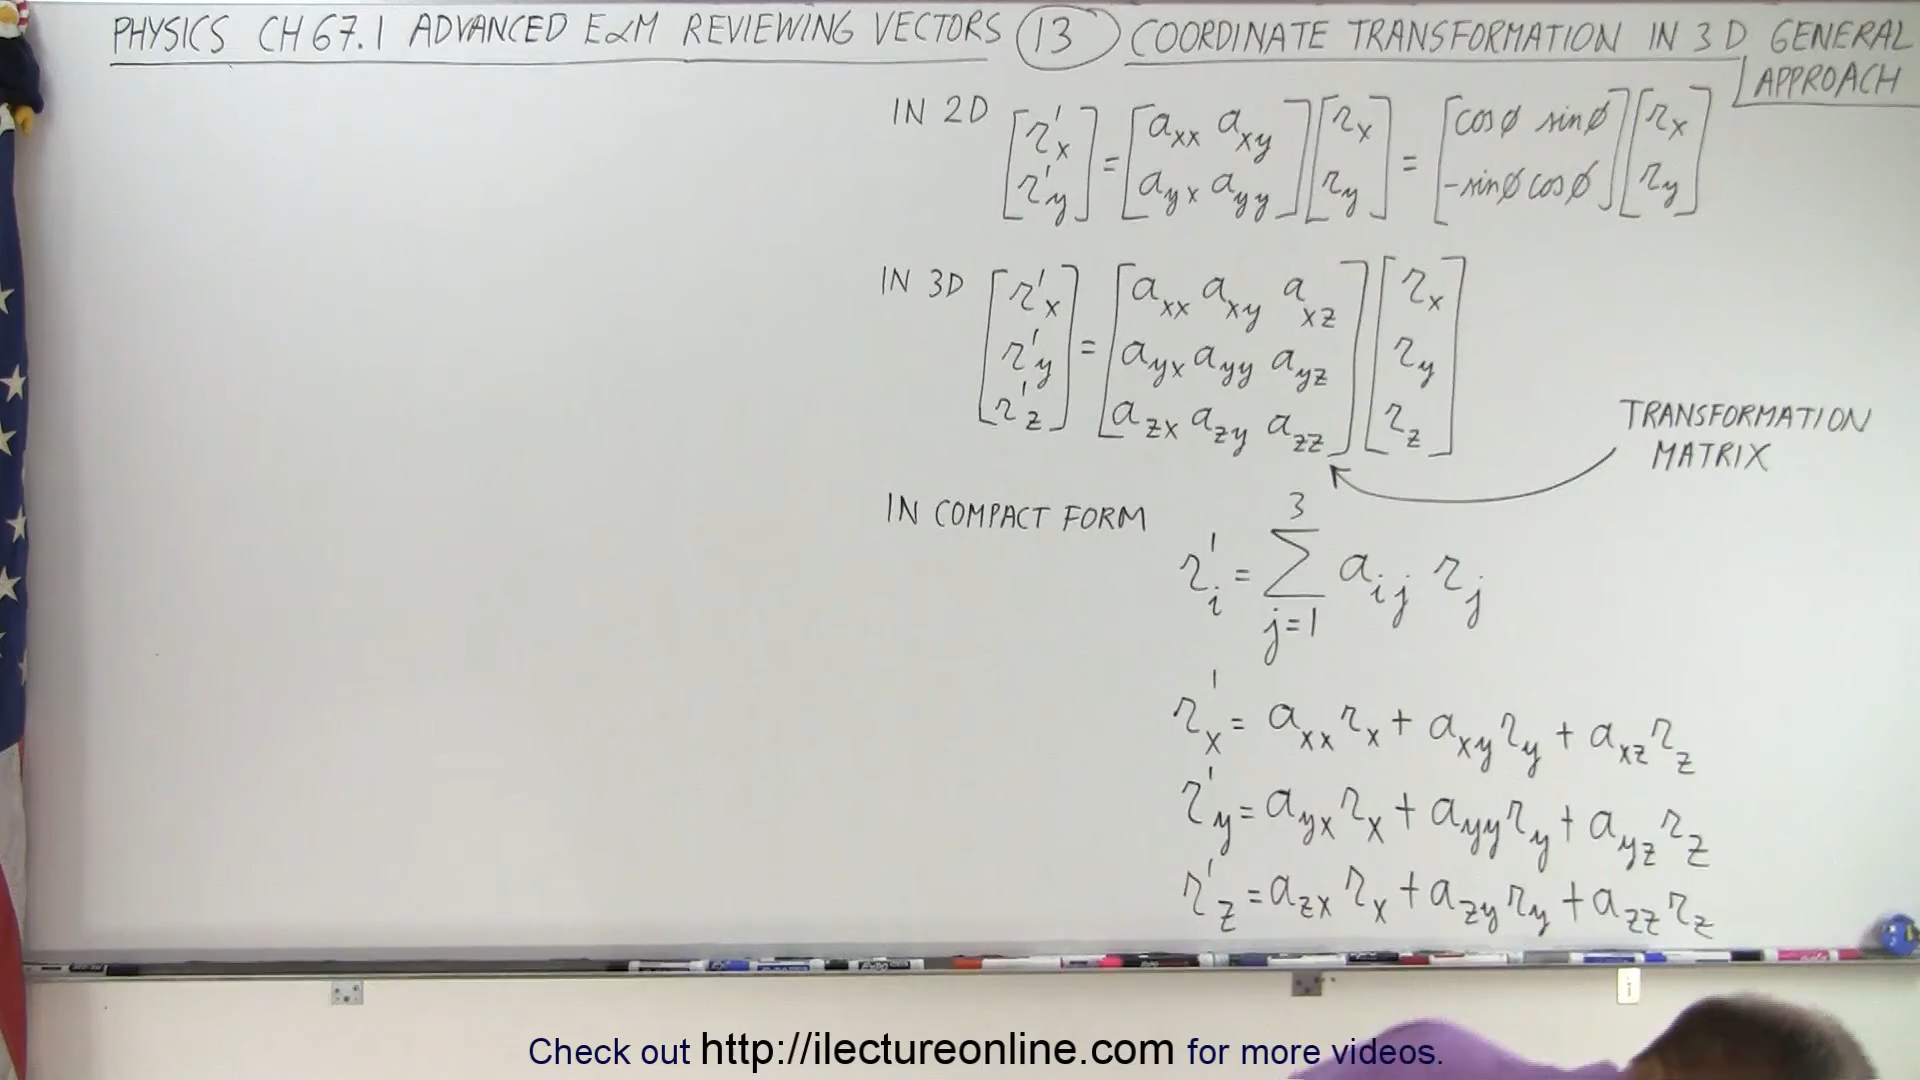 PHYSICS CH 67.1 ADVANCED E&M REVIEWING VECTORS (13) COORDINATE TRANSFORMATION IN 3D GENERAL
APPROACH
IN 2D [r'x r'y] = [axx axy ayx ayy] [rx ry] = [cosφ sinφ -sinφ cosφ] [rx ry]
IN 3D [r'x r'y r'z] = [axx axy axz ayx ayy ayz azx azy azz] [rx ry rz]
TRANSFORMATION
MATRIX
IN COMPACT FORM
r'i = 3 Σ j=1 aij rj
r'x = axx rx + axy ry + axz rz
r'y = ayx rx + ayy ry + ayz rz
r'z = azx rx + azy ry + azz rz
Check out http://ilectureonline.com for more videos.